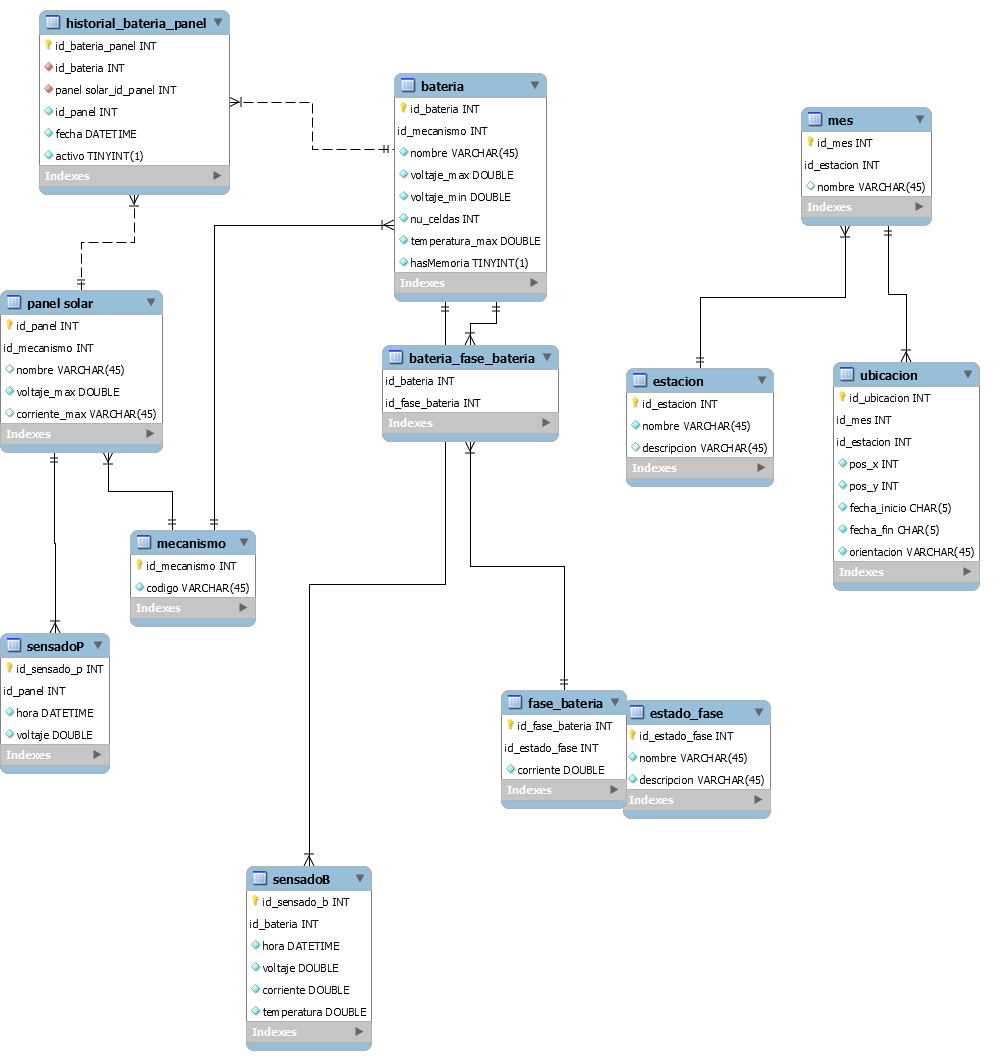 historial_bateria_panel
id_bateria_panel INT
id_bateria INT
panel solar_id_panel INT
id_panel INT
fecha DATETIME
activo TINYINT(1)
Indexes
bateria
id_bateria INT
id_mecanismo INT
nombre VARCHAR(45)
voltaje_max DOUBLE
voltaje_min DOUBLE
nu_celdas INT
temperatura_max DOUBLE
hasMemoria TINYINT(1)
Indexes
mes
id_mes INT
id_estacion INT
nombre VARCHAR(45)
Indexes
panel solar
id_panel INT
id_mecanismo INT
nombre VARCHAR(45)
voltaje_max DOUBLE
corriente_max VARCHAR(45)
Indexes
bateria_fase_bateria
id_bateria INT
id_fase_bateria INT
Indexes
estacion
id_estacion INT
nombre VARCHAR(45)
descripcion VARCHAR(45)
Indexes
ubicacion
id_ubicacion INT
id_mes INT
id_estacion INT
pos_x INT
pos_y INT
fecha_inicio CHAR(5)
fecha_fin CHAR(5)
orientacion VARCHAR(45)
Indexes
mecanismo
id_mecanismo INT
codigo VARCHAR(45)
Indexes
sensadoP
id_sensado_p INT
id_panel INT
hora DATETIME
voltaje DOUBLE
Indexes
fase_bateria
id_fase_bateria INT
id_estado_fase INT
corriente DOUBLE
Indexes
estado_fase
id_estado_fase INT
nombre VARCHAR(45)
descripcion VARCHAR(45)
Indexes
sensadoB
id_sensado_b INT
id_bateria INT
hora DATETIME
voltaje DOUBLE
corriente DOUBLE
temperatura DOUBLE
Indexes